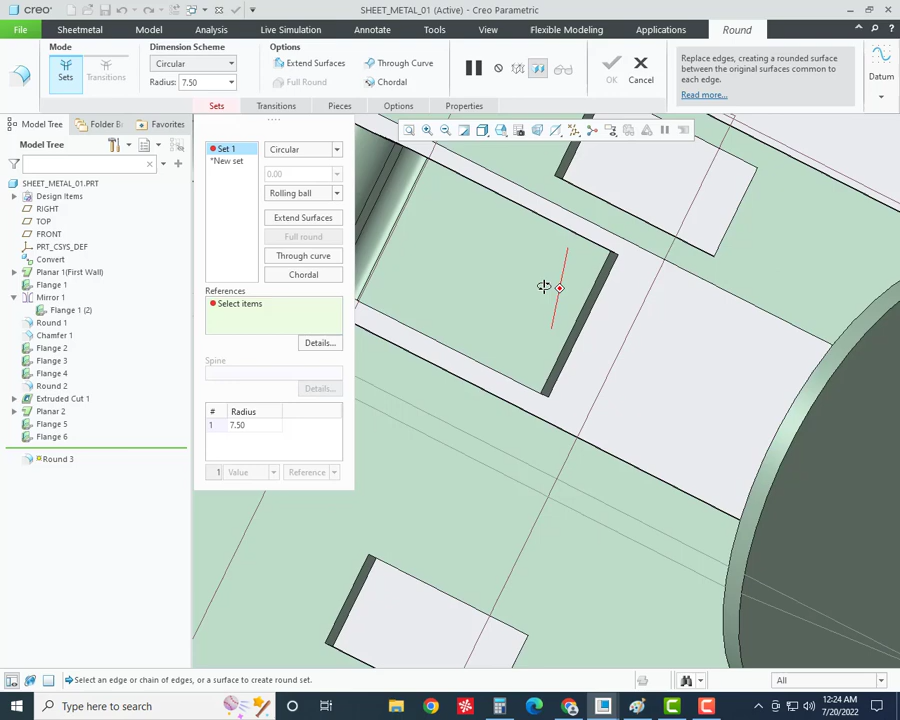 creo
SHEET_METAL_01 (Active) - Creo Parametric
File
Sheetmetal
Model
Analysis
Live Simulation
Annotate
Tools
View
Flexible Modeling
Applications
Round
Mode
Dimension Scheme
Options
Sets
Transitions
Circular
Radius: 7.50
Extend Surfaces
Full Round
Through Curve
Chordal
OK
Cancel
Replace edges, creating a rounded surface
between the original surfaces common to
each edge.
Read more...
Datum
Sets
Transitions
Pieces
Options
Properties
Model Tree
Folder B
Favorites
Model Tree
SHEET_METAL_01.PRT
Design Items
RIGHT
TOP
FRONT
PRT_CSYS_DEF
Convert
Planar 1(First Wall)
Flange 1
Mirror 1
Flange 1 (2)
Round 1
Chamfer 1
Flange 2
Flange 3
Flange 4
Round 2
Extruded Cut 1
Planar 2
Flange 5
Flange 6
Round 3
Set 1
*New set
Circular
0.00
Rolling ball
Extend Surfaces
Full round
Through curve
Chordal
References
Select items
Details...
Spine
Details...
# Radius
1 7.50
1 Value
Reference
Select an edge or chain of edges, or a surface to create round set.
All
Type here to search
12:24 AM
7/20/2022